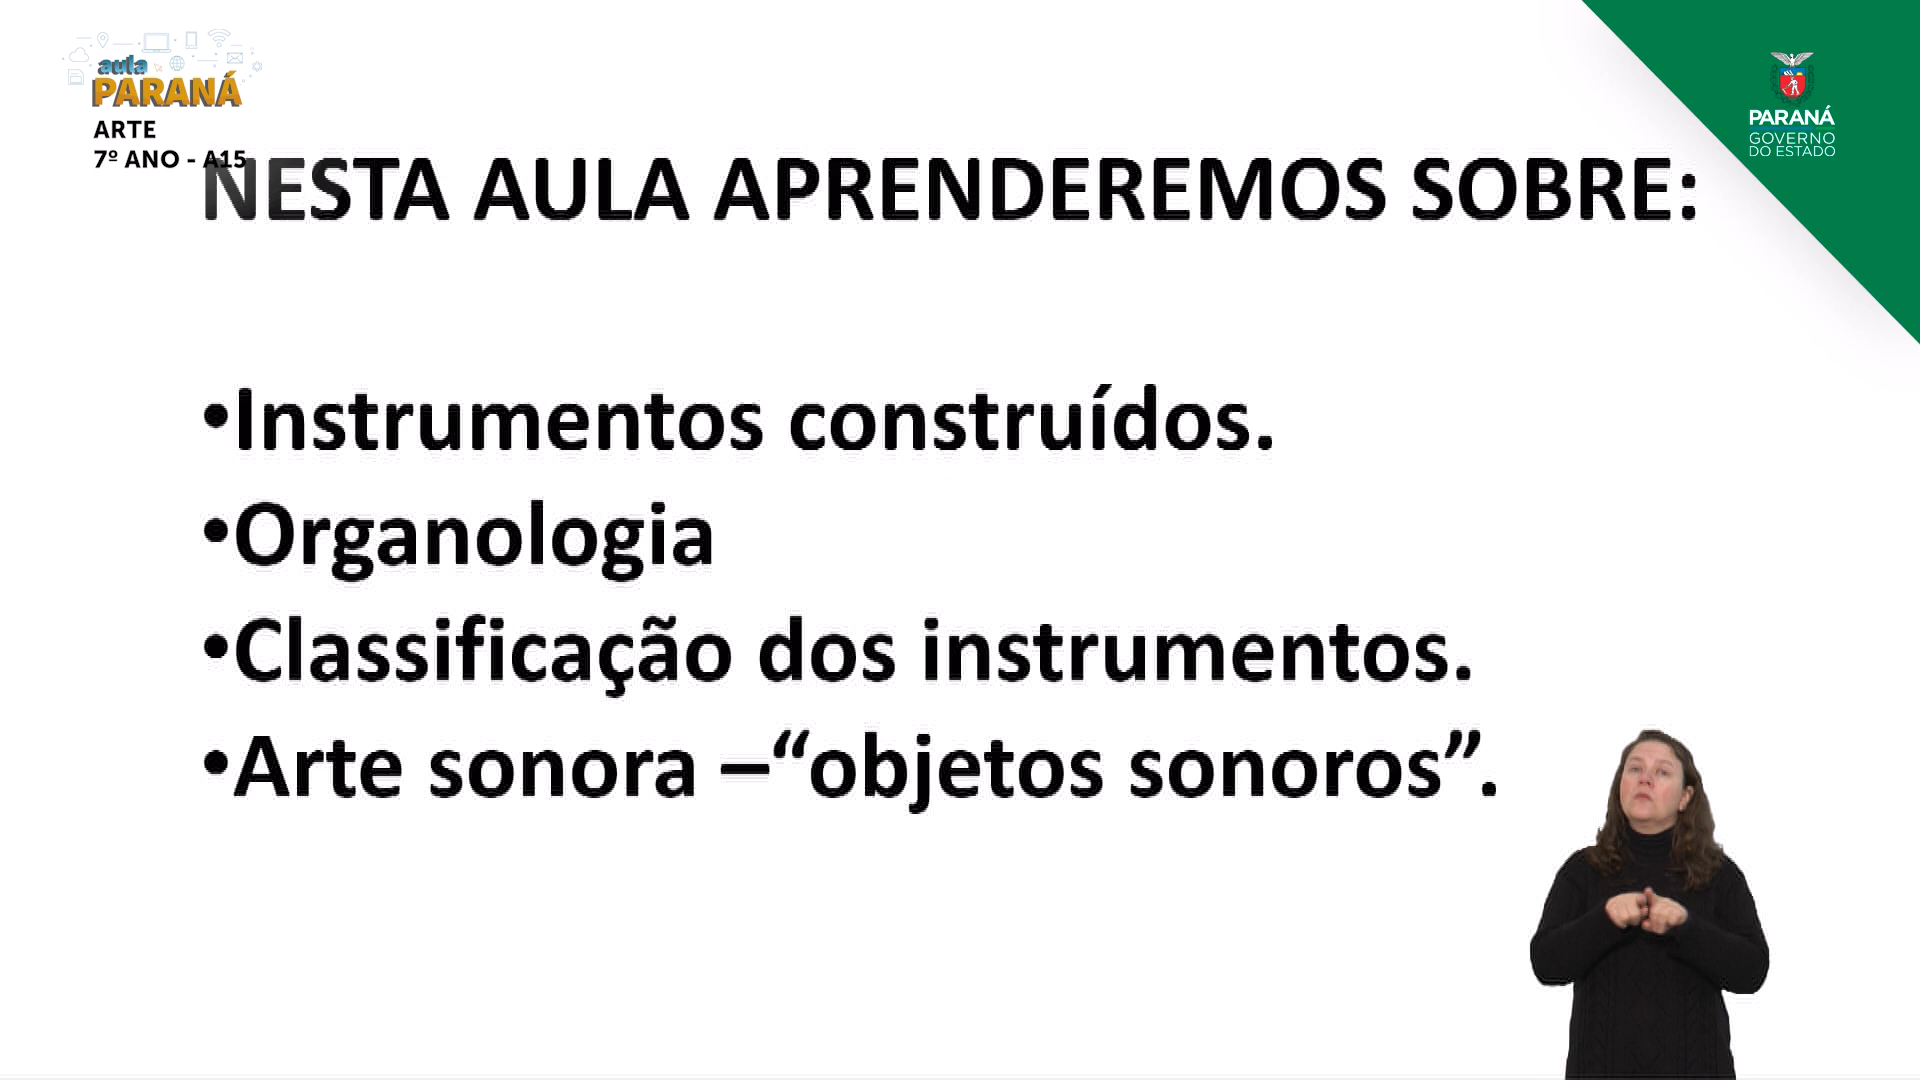 aula
PARANÁ
ARTE
7º ANO - A15
PARANÁ
GOVERNO
DO ESTADO
NESTA AULA APRENDEREMOS SOBRE:
•Instrumentos construídos.
•Organologia
•Classificação dos instrumentos.
•Arte sonora –“objetos sonoros”.